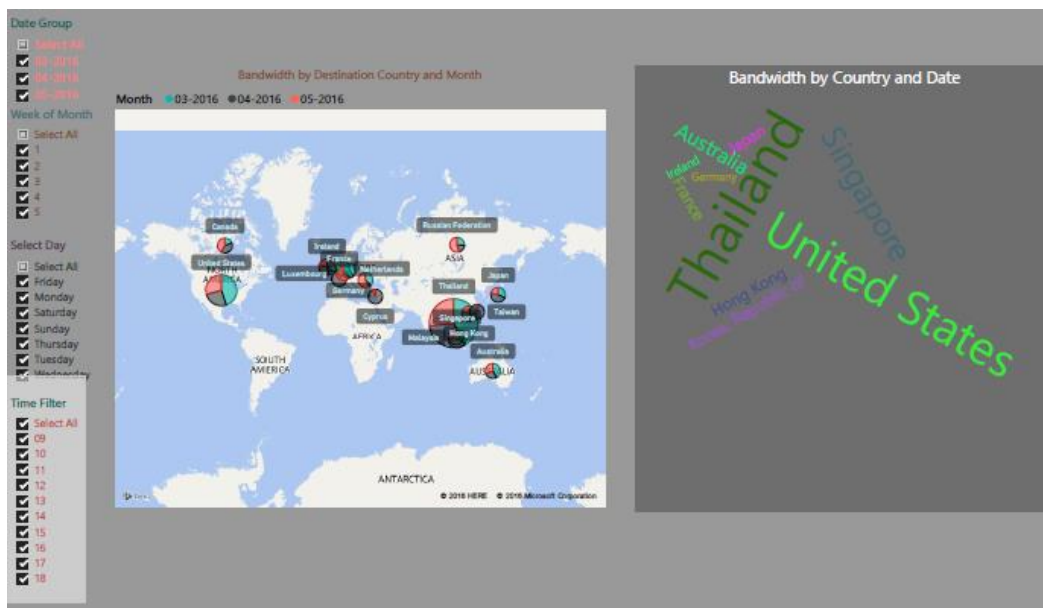 Date Group
Select All
03-2016
04-2016
05-2016
Week of Month
Select All
1
2
3
4
5
Select Day
Select All
Friday
Monday
Saturday
Sunday
Thursday
Tuesday
Wednesday
Time Filter
Select All
09
10
11
12
13
14
15
16
17
18
Bandwidth by Destination Country and Month
Month 03-2016 04-2016 05-2016
Canada
Russian Federation
Ireland
France
United States
Luxembourg
Netherlands
ASIA
Japan
Germany
Thailand
Cyprus
Singapore
Taiwan
AFRICA
Malaysia
Hong Kong
Australia
SOUTH
AMERICA
ANTARCTICA
© 2016 HERE © 2016 Microsoft Corporation
Bandwidth by Country and Date
Australia
Japan
Ireland
Germany
France
Thailand
Singapore
United States
Hong Kong